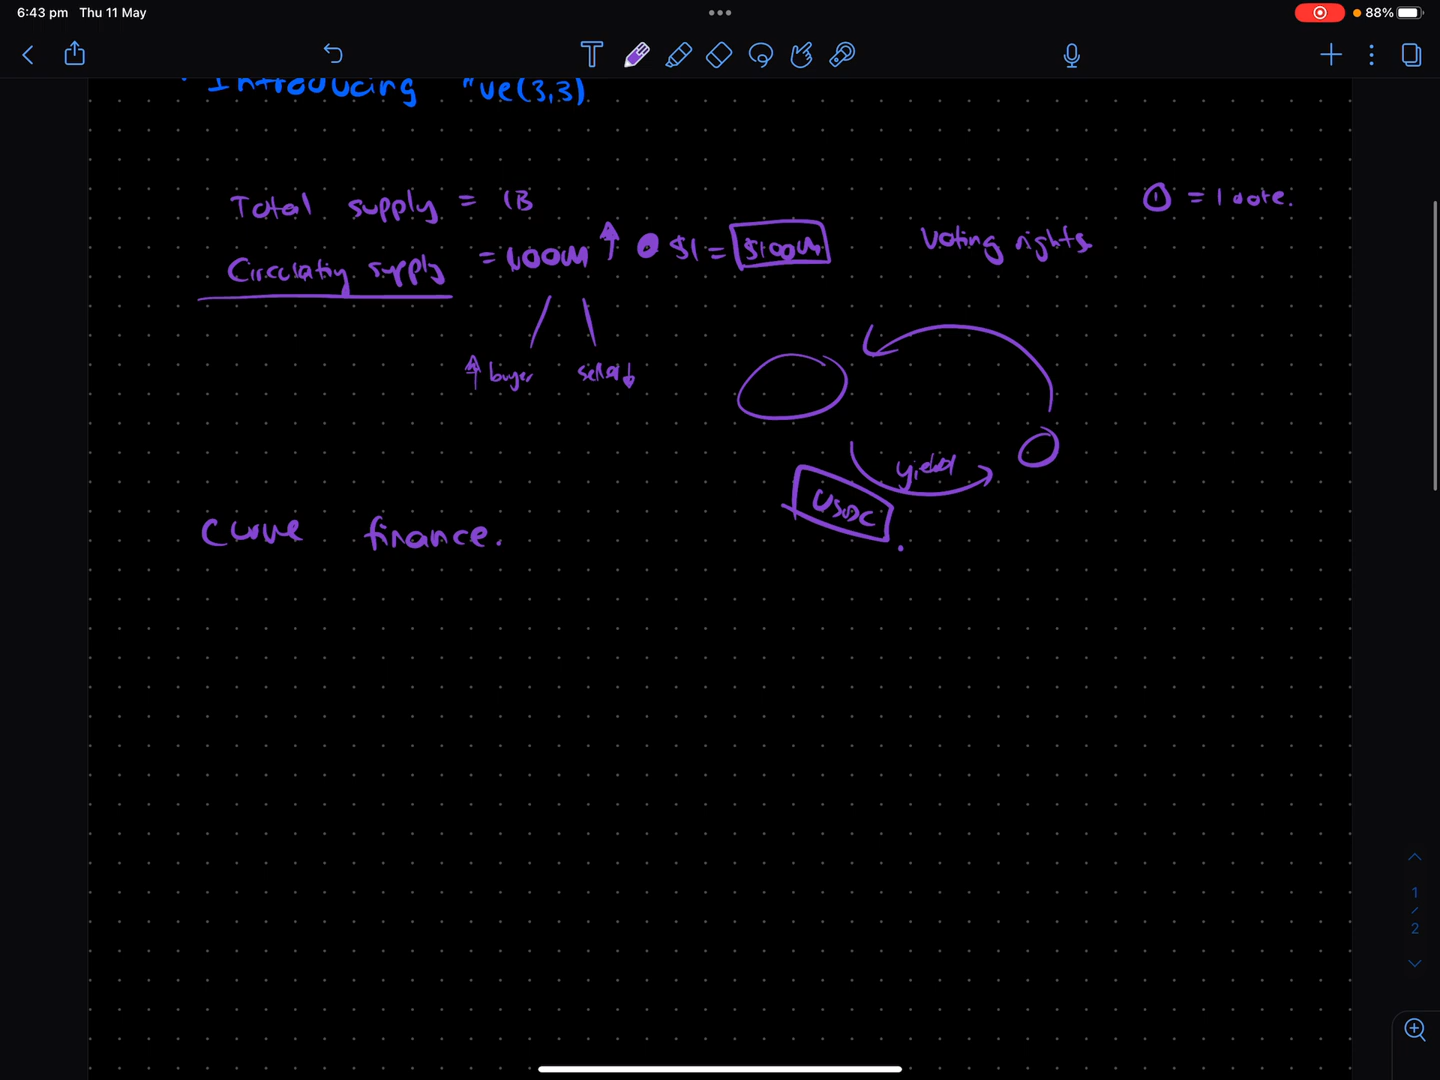 6:43 pm Thu 11 May
88%
• Introducing "ve(3,3)
Total supply = 1B
① = 1 vote.
Circulating supply = 100M ↑ @ $1 = $100M
Voting rights
↑ buyer seller ↓
yield
USDC
Curve finance.
1
/
2